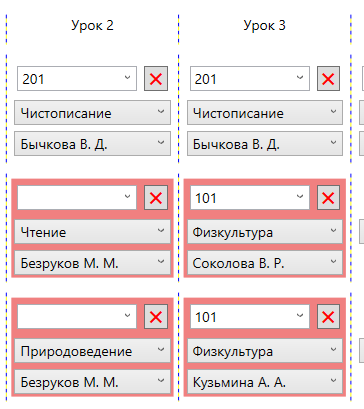 Урок 2 Урок 3
201 201
Чистописание Чистописание
Бычкова В. Д. Бычкова В. Д.
101
Чтение Физкультура
Безруков М. М. Соколова В. Р.
101
Природоведение Физкультура
Безруков М. М. Кузьмина А. А.